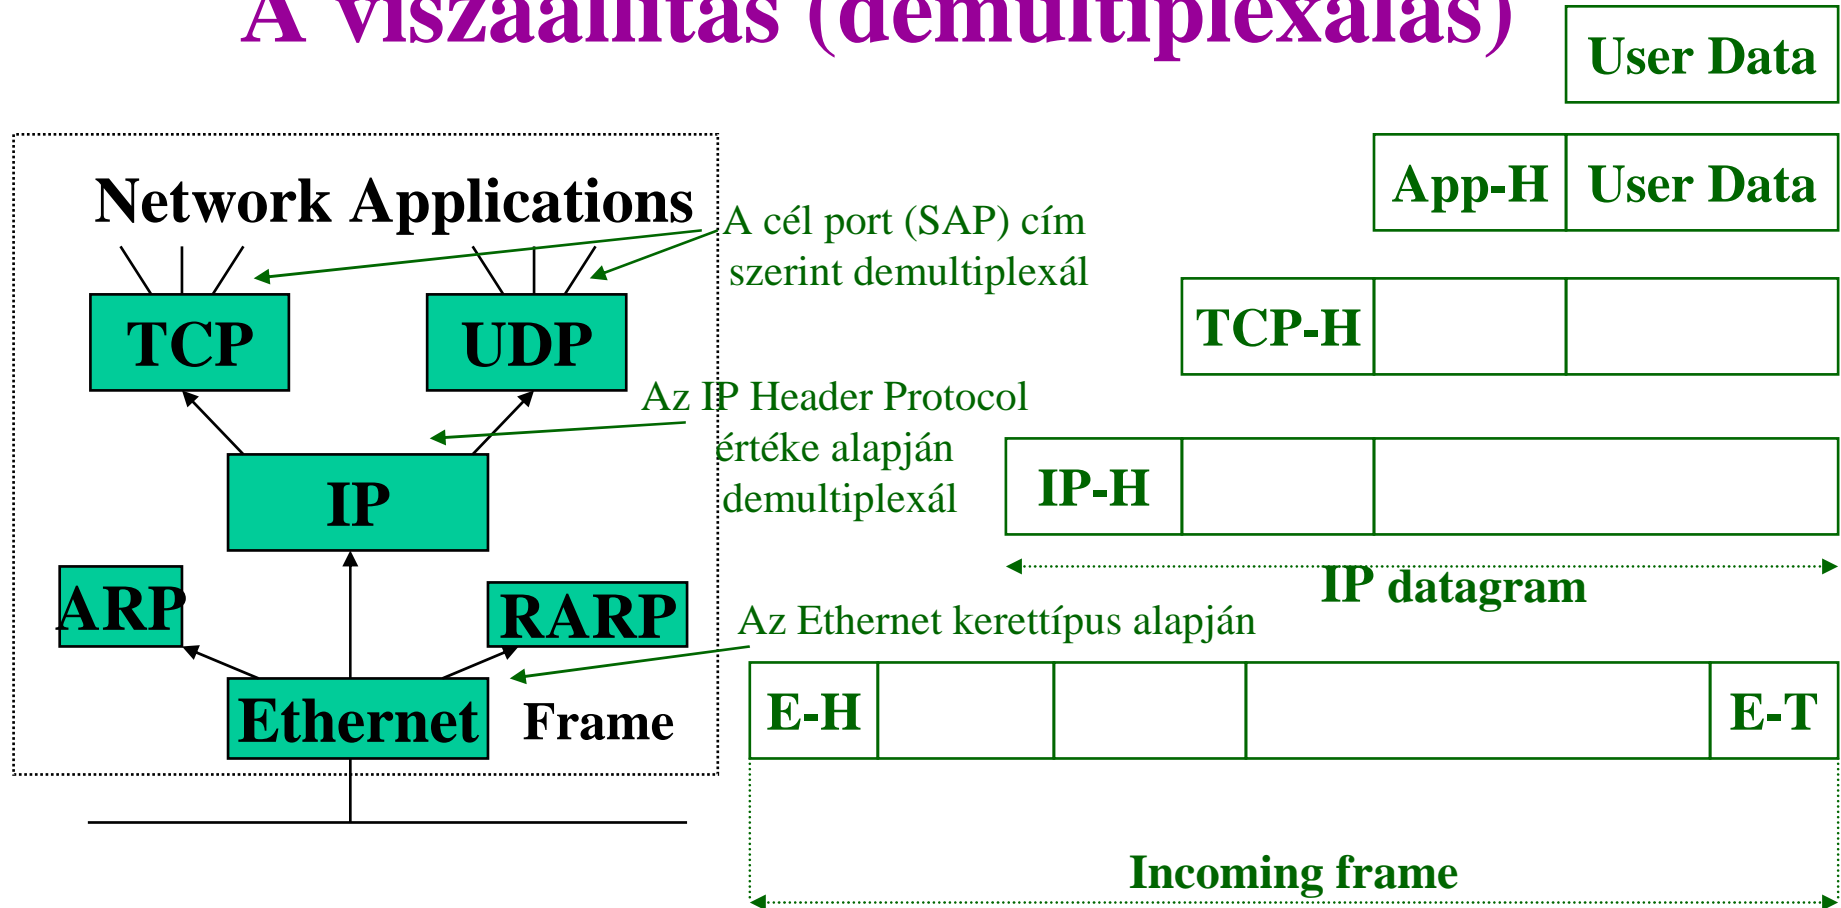 A viszaállítás (demultiplexálás)
User Data
App-H User Data
Network Applications
A cél port (SAP) cím
szerint demultiplexál
TCP UDP
TCP-H
Az IP Header Protocol
értéke alapján
demultiplexál
IP
IP-H
IP datagram
ARP RARP
Az Ethernet kerettípus alapján
Ethernet Frame
E-H E-T
Incoming frame